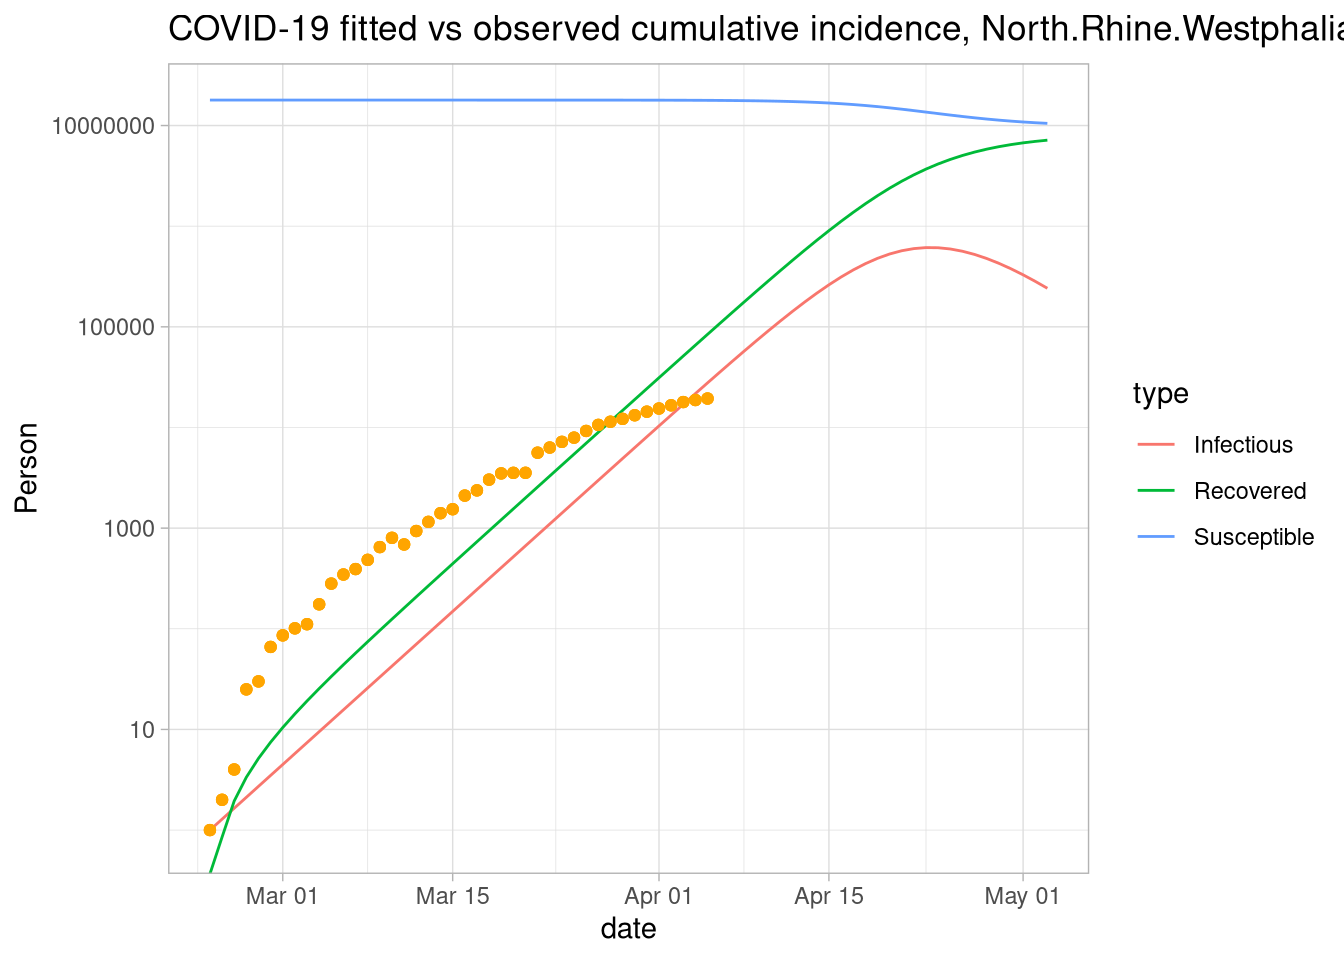 COVID-19 fitted vs observed cumulative incidence, North.Rhine.Westphalia
Person
10000000
100000
1000
10
Mar 01
Mar 15
Apr 01
Apr 15
May 01
date
type
Infectious
Recovered
Susceptible